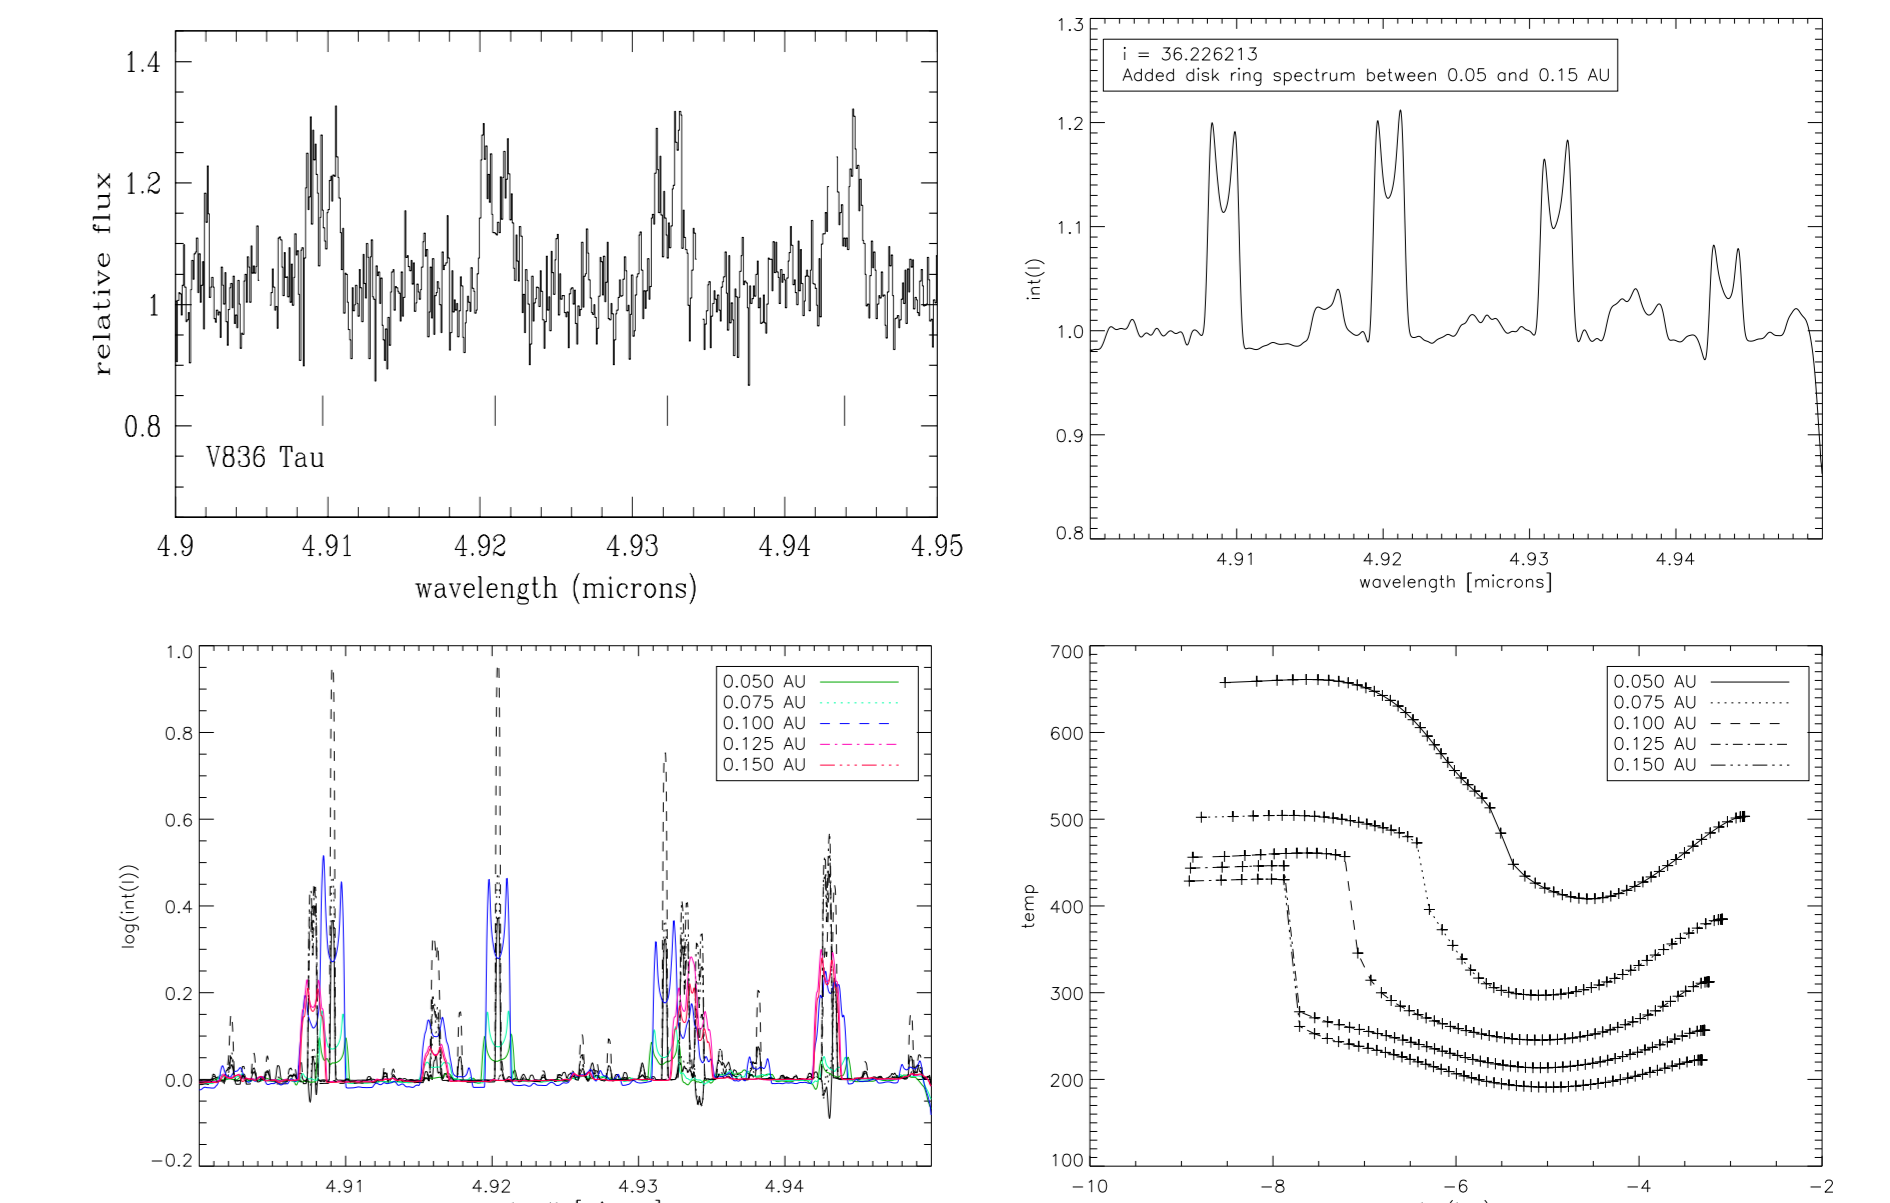 1.4
1.2
1
0.8
relative flux
V836 Tau
4.9 4.91 4.92 4.93 4.94 4.95
wavelength (microns)
1.3
1.2
1.1
1.0
0.9
0.8
int(I)
i = 36.226213
Added disk ring spectrum between 0.05 and 0.15 AU
4.91 4.92 4.93 4.94
wavelength [microns]
1.0
0.8
0.6
0.4
0.2
0.0
−0.2
log(int(I))
0.050 AU
0.075 AU
0.100 AU
0.125 AU
0.150 AU
4.91 4.92 4.93 4.94
700
600
500
400
300
200
100
temp
0.050 AU
0.075 AU
0.100 AU
0.125 AU
0.150 AU
−10 −8 −6 −4 −2